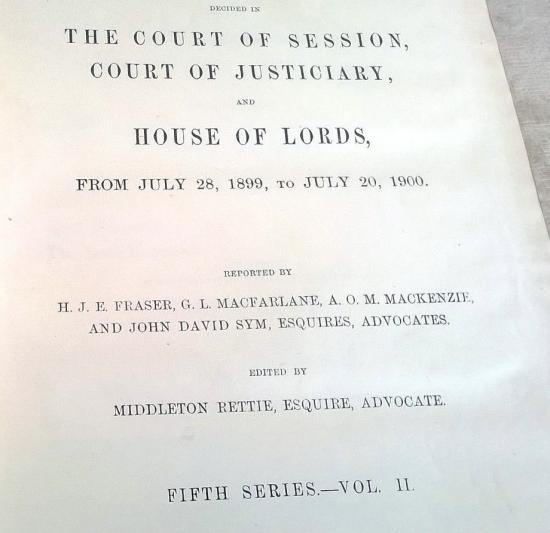 DECIDED IN
THE COURT OF SESSION,
COURT OF JUSTICIARY,
AND
HOUSE OF LORDS,
FROM JULY 28, 1899, TO JULY 20, 1900.
REPORTED BY
H. J. E. FRASER, G. L. MACFARLANE, A. O. M. MACKENZIE,
AND JOHN DAVID SYM, ESQUIRES, ADVOCATES.
EDITED BY
MIDDLETON RETTIE, ESQUIRE, ADVOCATE.
FIFTH SERIES.—VOL. II.